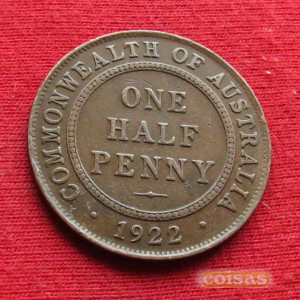 COMMONWEALTH OF AUSTRALIA
ONE
HALF
PENNY
· 1922 ·
coisas